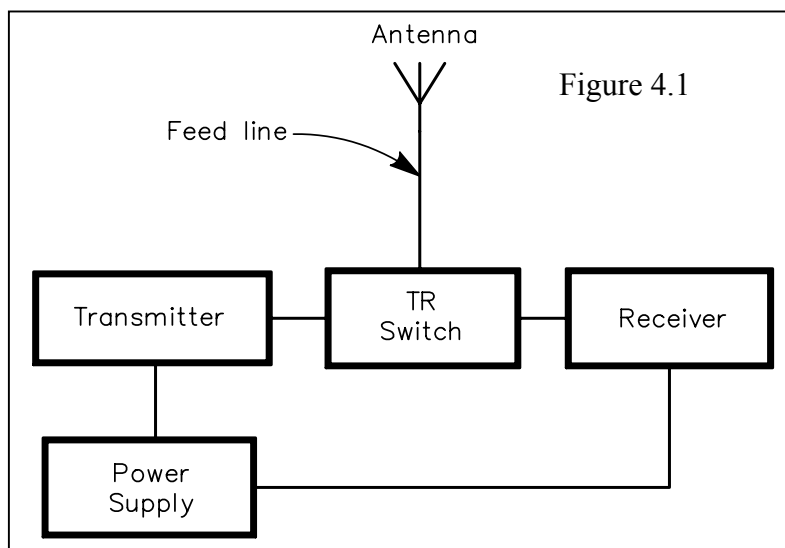 Antenna
Figure 4.1
Feed line
Transmitter
TR
Switch
Receiver
Power
Supply